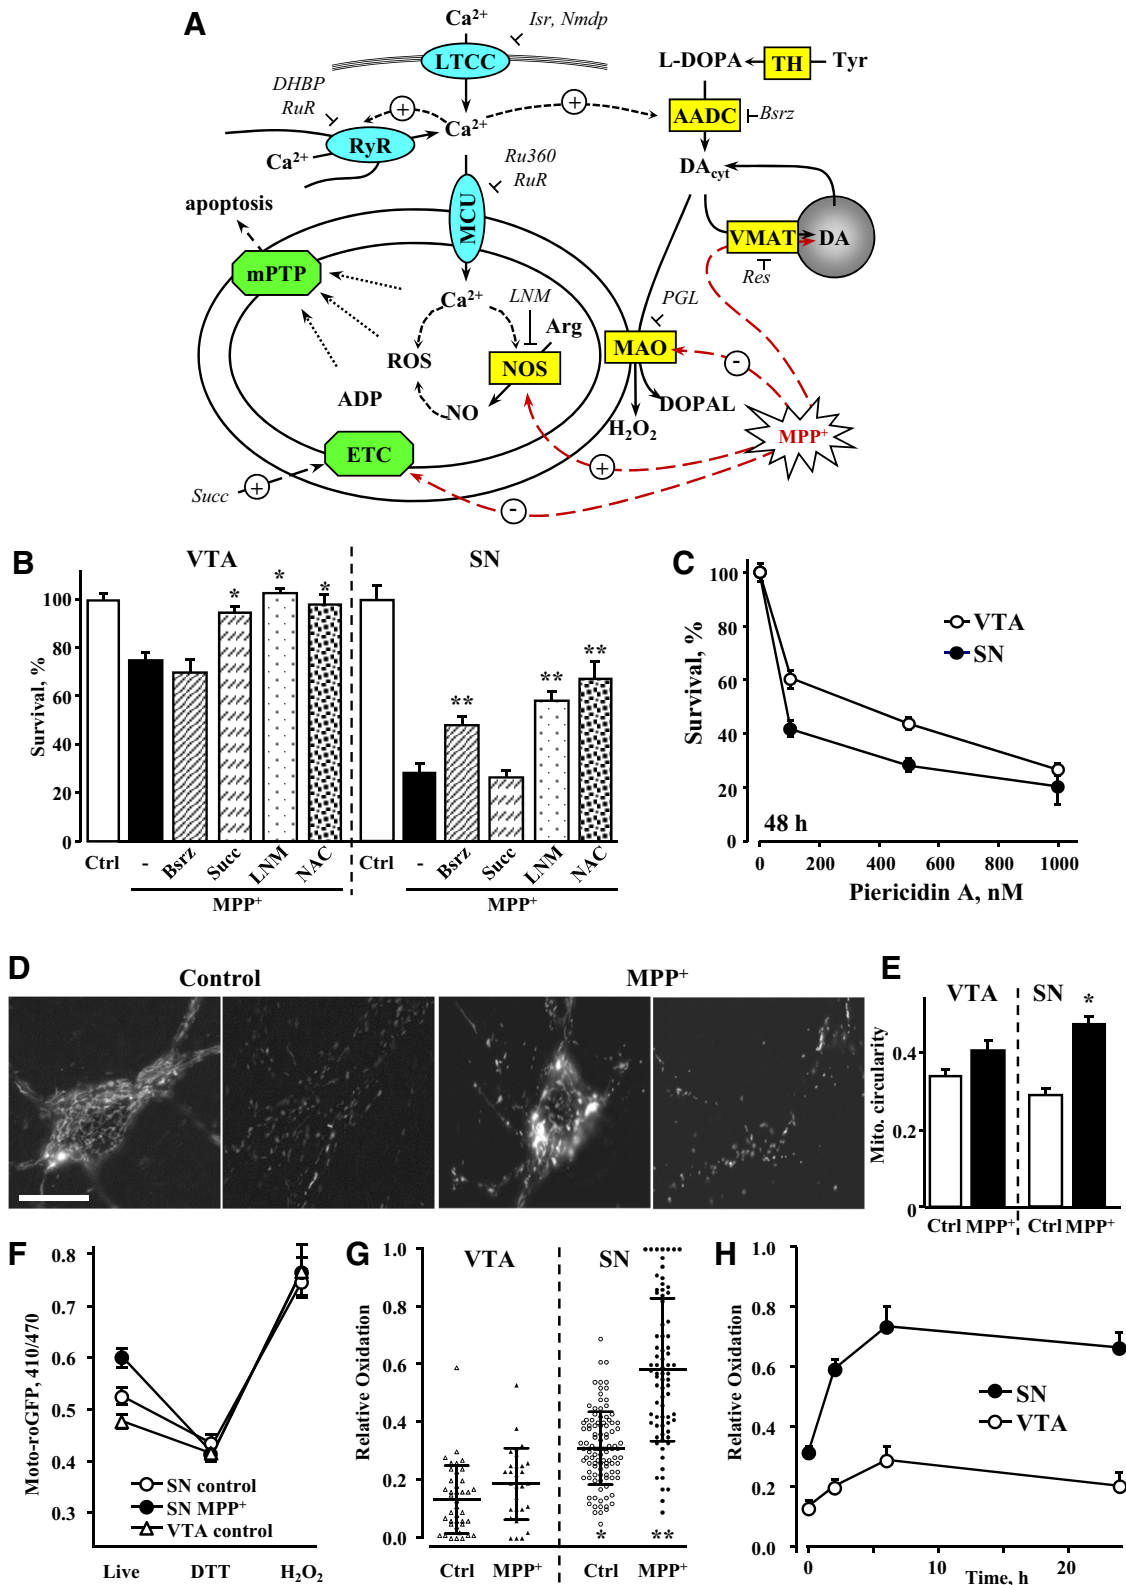 A
Ca²⁺
Isr, Nmdp
LTCC
L-DOPA
TH
Tyr
DHBP
RuR
+
+
AADC
Bsrz
Ca²⁺
RyR
Ca²⁺
Ru360
RuR
DAcyt
apoptosis
MCU
VMAT
DA
mPTP
Res
Ca²⁺
LNM
PGL
Arg
ROS
NOS
MAO
-
ADP
NO
DOPAL
H₂O₂
MPP⁺
ETC
+
Succ
+
-
B
VTA
SN
Survival, %
100
80
60
40
20
0
* * *
** ** **
Ctrl
-
Bsrz
Succ
LNM
NAC
MPP⁺
Ctrl
-
Bsrz
Succ
LNM
NAC
MPP⁺
C
Survival, %
100
80
60
40
20
0
VTA
SN
48 h
0 200 400 600 800 1000
Piericidin A, nM
D
Control
MPP⁺
E
VTA
SN
*
Mito. circularity
0.4
0.2
0
Ctrl MPP⁺ Ctrl MPP⁺
F
Moto-roGFP, 410/470
0.8
0.7
0.6
0.5
0.4
0.3
SN control
SN MPP⁺
VTA control
Live DTT H₂O₂
G
VTA
SN
Relative Oxidation
1.0
0.8
0.6
0.4
0.2
0.0
* **
Ctrl MPP⁺ Ctrl MPP⁺
H
Relative Oxidation
1.0
0.8
0.6
0.4
0.2
0.0
SN
VTA
0 10 20
Time, h